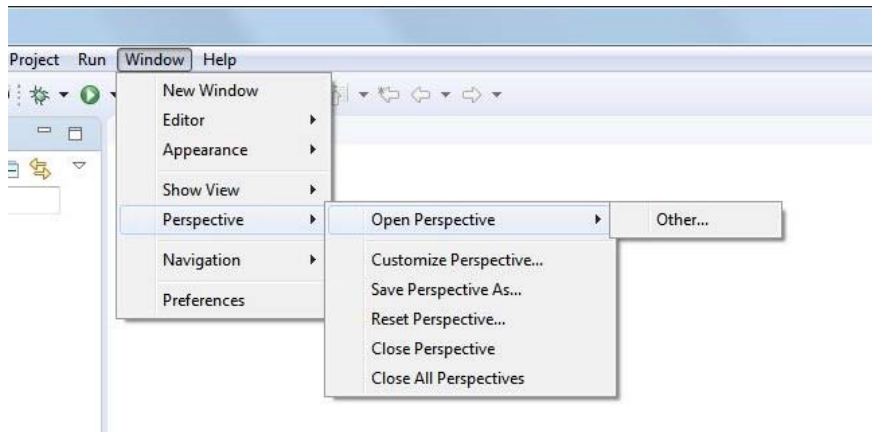 Project Run Window Help
New Window
Editor
Appearance
Show View
Perspective
Navigation
Preferences
Open Perspective
Customize Perspective...
Save Perspective As...
Reset Perspective...
Close Perspective
Close All Perspectives
Other...